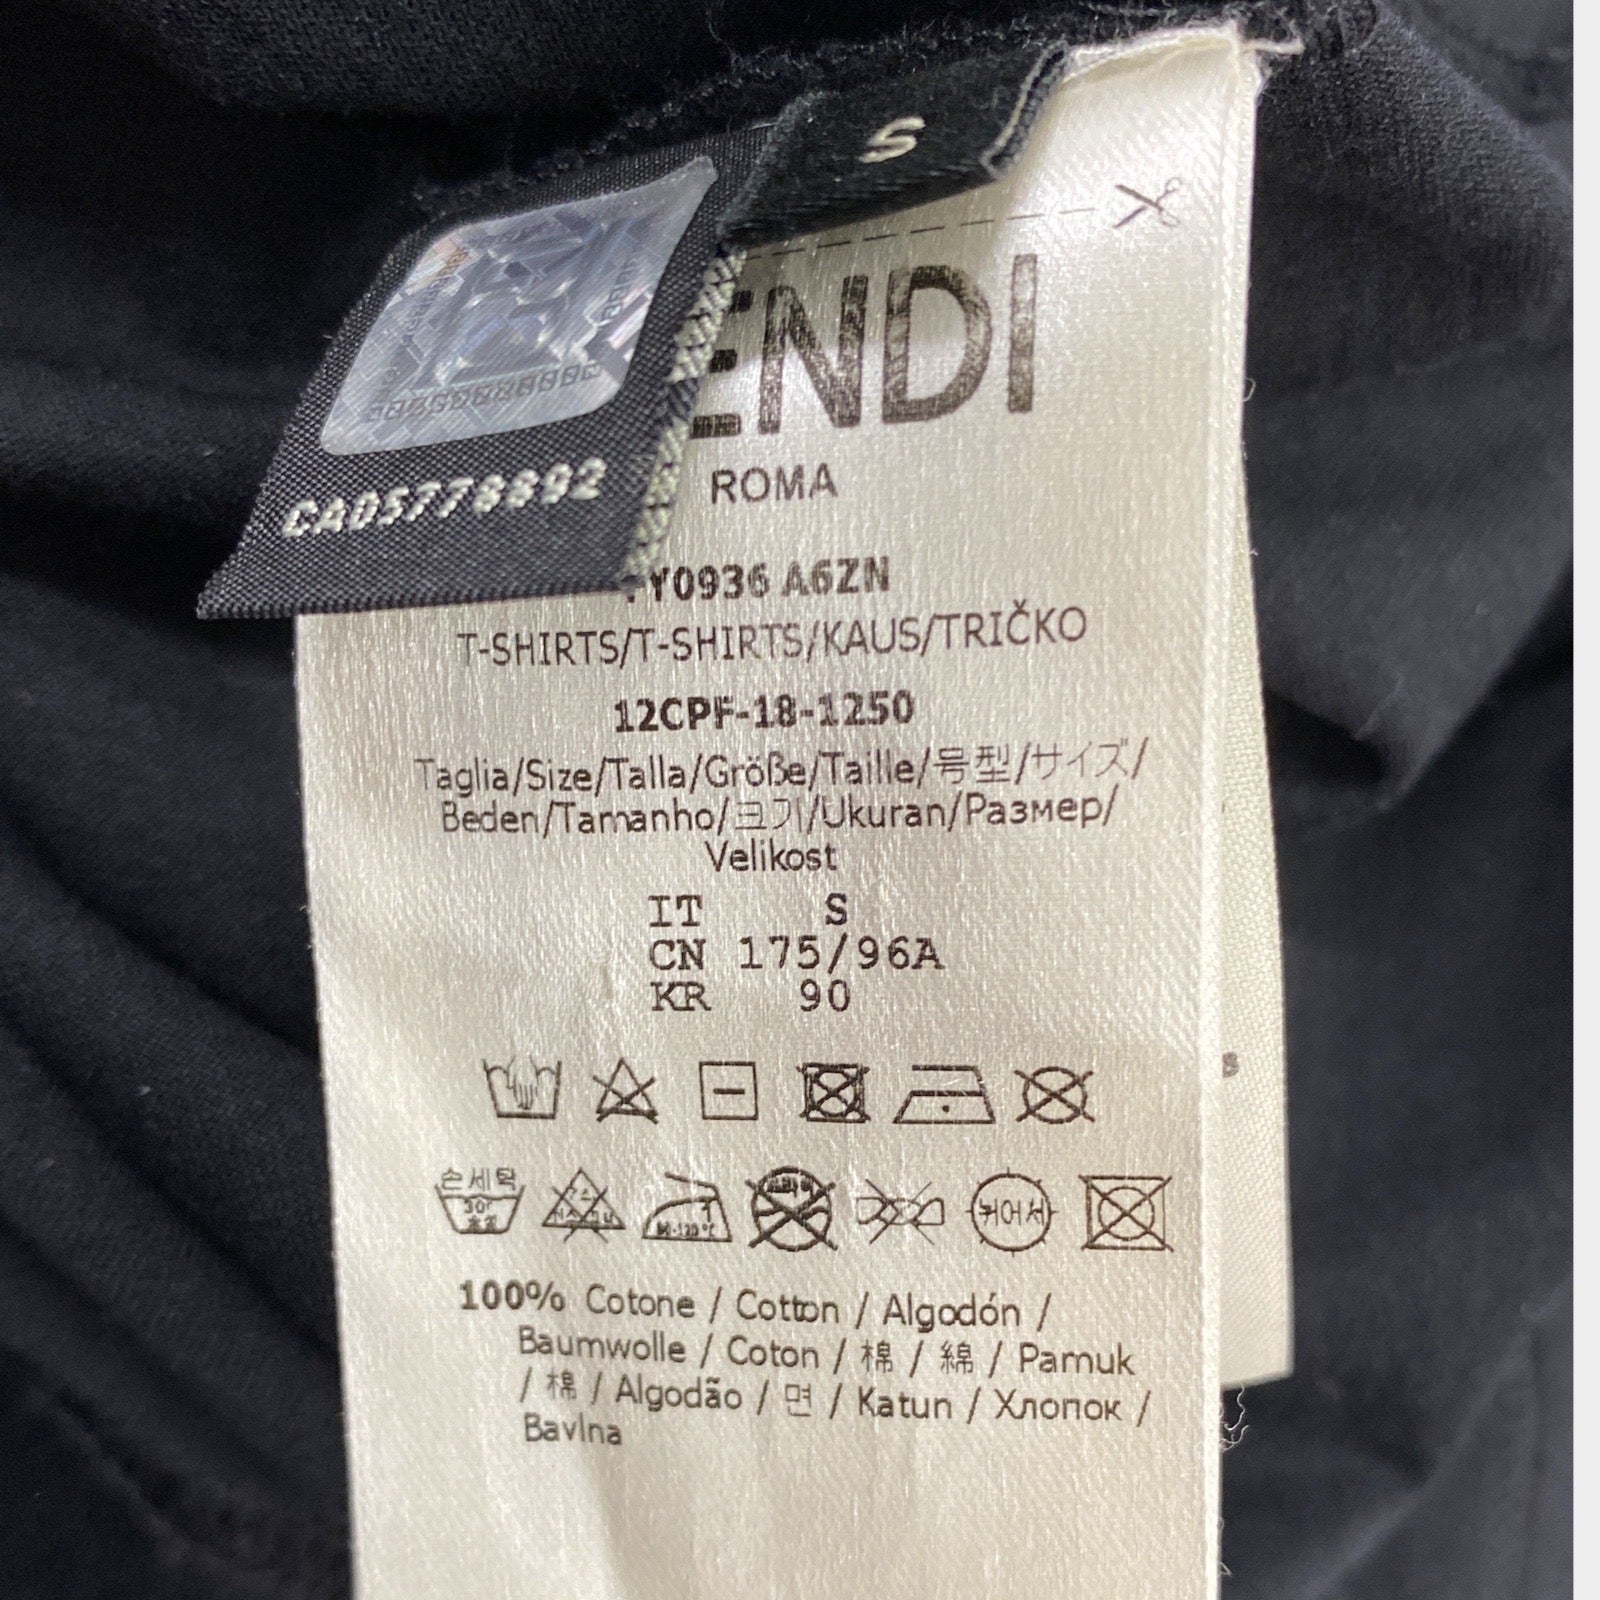 S
ENDI
ROMA
CA05778892
Y0936 A6ZN
T-SHIRTS/T-SHIRTS/KAUS/TRIČKO
12CPF-18-1250
Taglia/Size/Talla/Größe/Taille/号型/サイズ/
Beden/Tamanho/크기/Ukuran/Размер/
Velikost
IT S
CN 175/96A
KR 90
손세탁
100% Cotone / Cotton / Algodón /
Baumwolle / Coton / 棉 / 綿 / Pamuk
/ 棉 / Algodão / 면 / Katun / Хлопок /
Bavlna